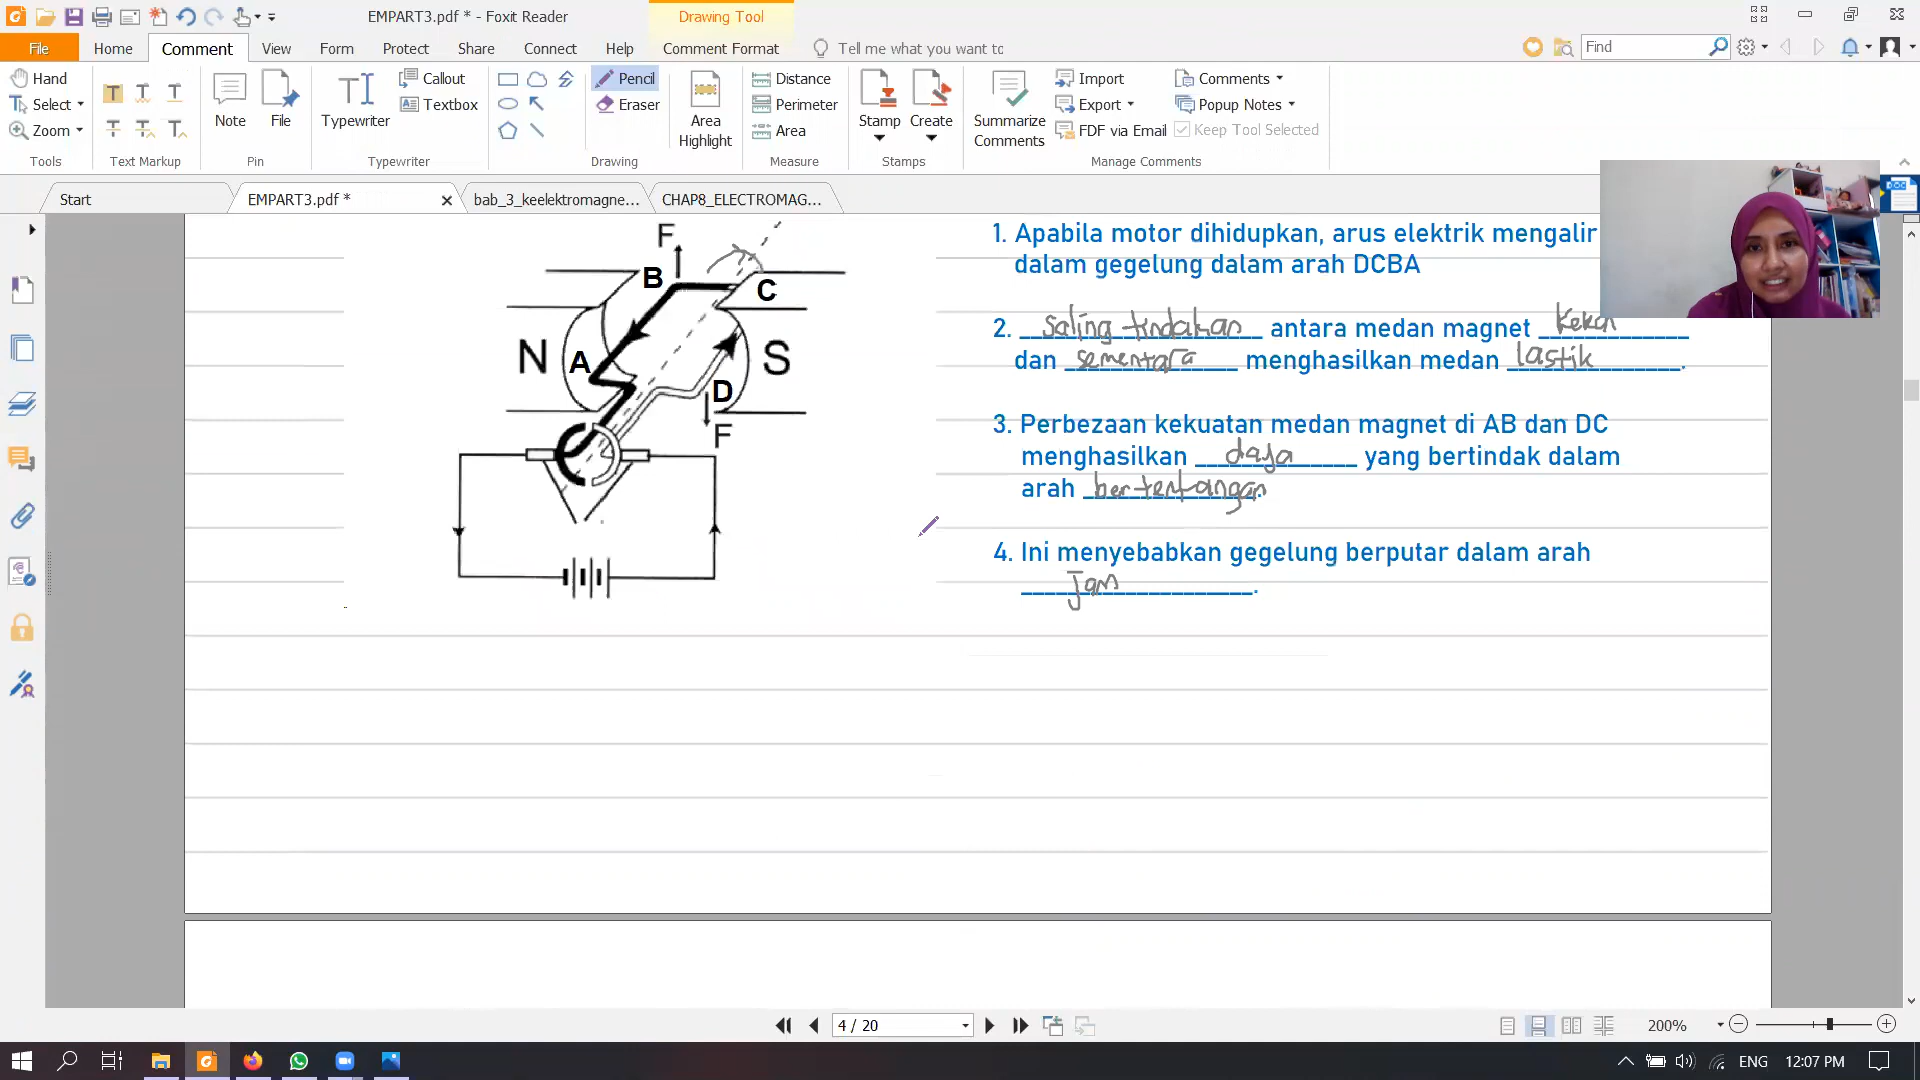 EMPART3.pdf * - Foxit Reader
Drawing Tool
File Home Comment View Form Protect Share Connect Help Comment Format Tell me what you want to Find
Hand
Select
Zoom
Tools
Text Markup
Note
File
Pin
Typewriter
Callout
Textbox
Typewriter
Pencil
Eraser
Drawing
Area
Highlight
Distance
Perimeter
Area
Measure
Stamp
Create
Stamps
Summarize
Comments
Import
Export
FDF via Email
Comments
Popup Notes
Keep Tool Selected
Manage Comments
DOC
Start
EMPART3.pdf *
bab_3_keelektromagne...
CHAP8_ELECTROMAG...
F
B
C
N
A
S
D
F
1. Apabila motor dihidupkan, arus elektrik mengalir
dalam gegelung dalam arah DCBA
2. saling tindakan antara medan magnet kekal
dan sementara menghasilkan medan lastik.
3. Perbezaan kekuatan medan magnet di AB dan DC
menghasilkan daya yang bertindak dalam
arah bertentangan.
4. Ini menyebabkan gegelung berputar dalam arah
jam.
4 / 20
200%
ENG
12:07 PM